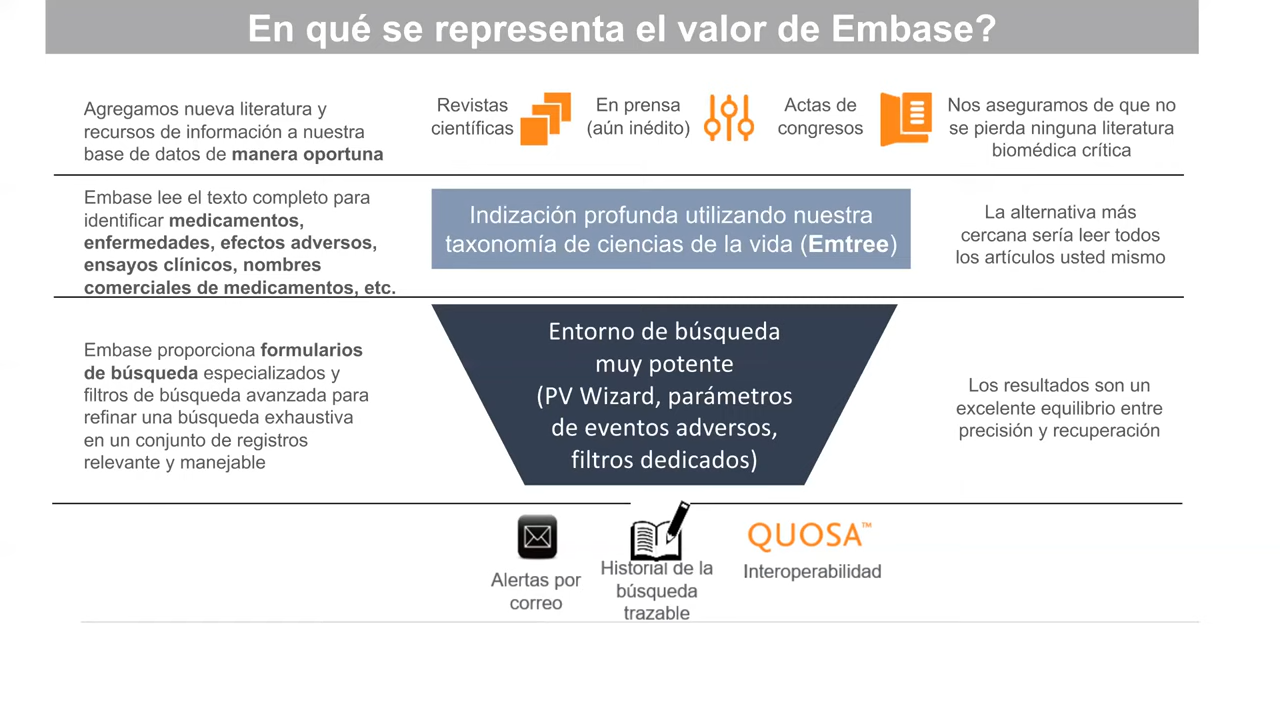 En qué se representa el valor de Embase?
Agregamos nueva literatura y
recursos de información a nuestra
base de datos de manera oportuna
Revistas
científicas
En prensa
(aún inédito)
Actas de
congresos
Nos aseguramos de que no
se pierda ninguna literatura
biomédica crítica
Embase lee el texto completo para
identificar medicamentos,
enfermedades, efectos adversos,
ensayos clínicos, nombres
comerciales de medicamentos, etc.
Indización profunda utilizando nuestra
taxonomía de ciencias de la vida (Emtree)
La alternativa más
cercana sería leer todos
los artículos usted mismo
Embase proporciona formularios
de búsqueda especializados y
filtros de búsqueda avanzada para
refinar una búsqueda exhaustiva
en un conjunto de registros
relevante y manejable
Entorno de búsqueda
muy potente
(PV Wizard, parámetros
de eventos adversos,
filtros dedicados)
Los resultados son un
excelente equilibrio entre
precisión y recuperación
Alertas por
correo
Historial de la
búsqueda
trazable
QUOSA™
Interoperabilidad